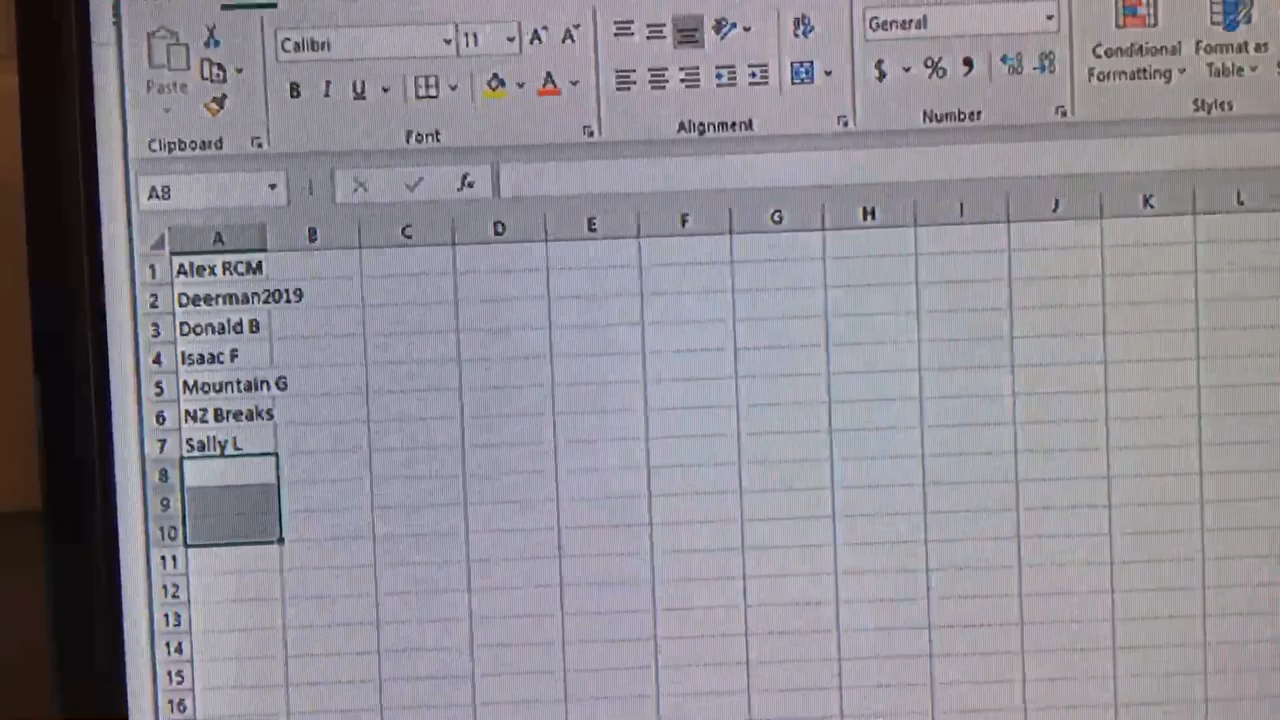 Calibri
11
General
B I U
$ % ,
Paste
Conditional
Formatting
Format as
Table
Clipboard
Font
Alignment
Number
Styles
A8
fx
A B C D E F G H I J K L
1 Alex RCM
2 Deerman2019
3 Donald B
4 Isaac F
5 Mountain G
6 NZ Breaks
7 Sally L
8
9
10
11
12
13
14
15
16